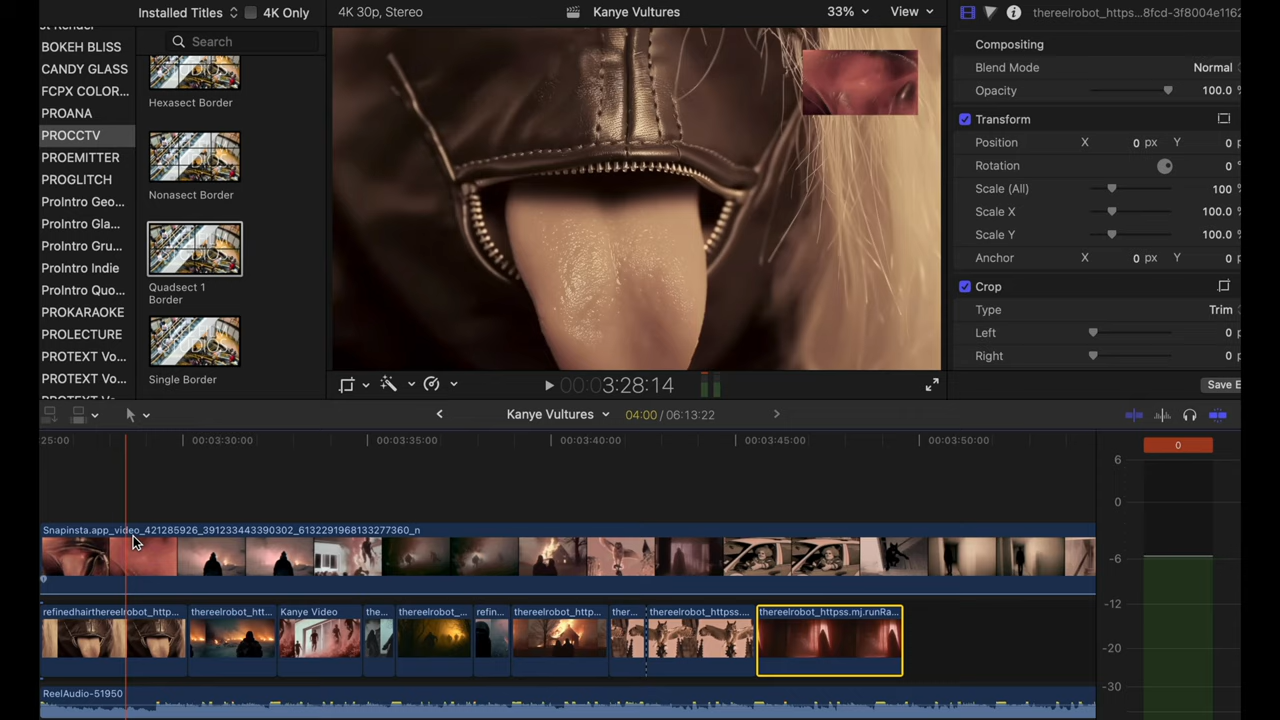 Installed Titles
4K Only
4K 30p, Stereo
Kanye Vultures
33%
View
thereelrobot_https...8fcd-3f8004e1162
BOKEH BLISS
CANDY GLASS
FCPX COLOR...
PROANA
PROCCTV
PROEMITTER
PROGLITCH
ProIntro Geo...
ProIntro Gla...
ProIntro Gru...
ProIntro Indie
ProIntro Quo...
PROKARAOKE
PROLECTURE
PROTEXT Vo...
PROTEXT Vo...
Search
Hexasect Border
Nonasect Border
Quadsect 1
Border
Single Border
Compositing
Blend Mode
Normal
Opacity
100.0
Transform
Position
X
0 px
Y
0
Rotation
0 °
Scale (All)
100
Scale X
100.0
Scale Y
100.0
Anchor
X
0 px
Y
0
Crop
Type
Trim
Left
0
Right
0
00:00:03:28:14
Save E
Kanye Vultures
04:00 / 06:13:22
25:00
00:03:30:00
00:03:35:00
00:03:40:00
00:03:45:00
00:03:50:00
0
6
0
-6
-12
-20
-30
Snapinsta.app_video_421285926_391233443390302_6132291968133277360_n
refinedhairthereelrobot_http...
thereelrobot_htt...
Kanye Video
the...
thereelrobot_...
refin...
thereelrobot_http...
ther...
thereelrobot_httpss....
thereelrobot_httpss.mj.runRa...
ReelAudio-51950